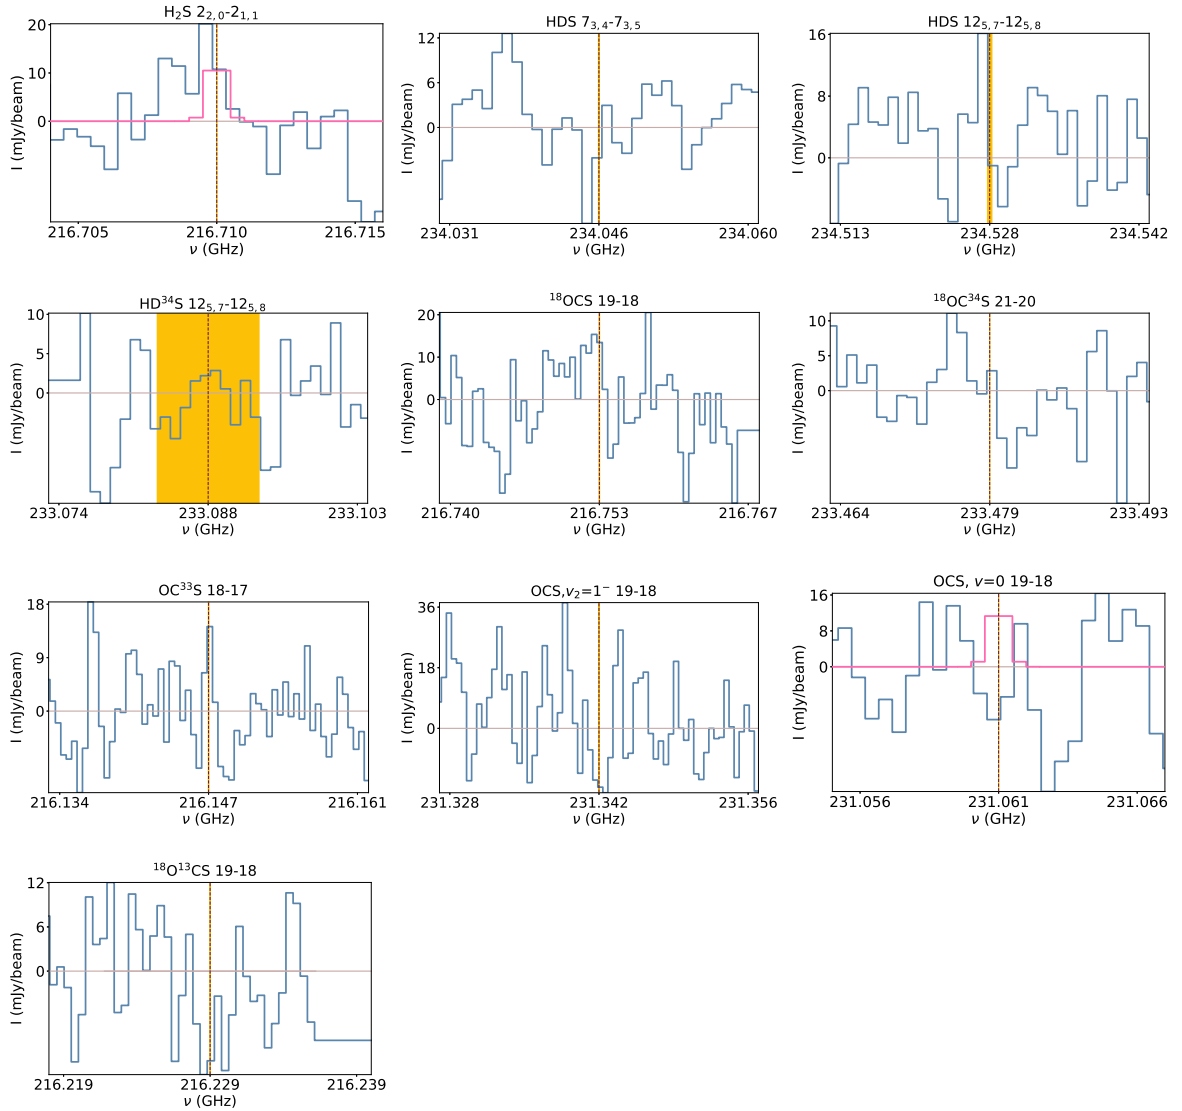 H₂S 2₂,₀-2₁,₁
20
10
0
I (mJy/beam)
216.705 216.710 216.715
ν (GHz)
HDS 7₃,₄-7₃,₅
12
6
0
I (mJy/beam)
234.031 234.046 234.060
ν (GHz)
HDS 12₅,₇-12₅,₈
16
8
0
I (mJy/beam)
234.513 234.528 234.542
ν (GHz)
HD³⁴S 12₅,₇-12₅,₈
10
5
0
I (mJy/beam)
233.074 233.088 233.103
ν (GHz)
¹⁸OCS 19-18
20
10
0
I (mJy/beam)
216.740 216.753 216.767
ν (GHz)
¹⁸OC³⁴S 21-20
10
5
0
I (mJy/beam)
233.464 233.479 233.493
ν (GHz)
OC³³S 18-17
18
9
0
I (mJy/beam)
216.134 216.147 216.161
ν (GHz)
OCS,v₂=1⁻ 19-18
36
18
0
I (mJy/beam)
231.328 231.342 231.356
ν (GHz)
OCS, v=0 19-18
16
8
0
I (mJy/beam)
231.056 231.061 231.066
ν (GHz)
¹⁸O¹³CS 19-18
12
6
0
I (mJy/beam)
216.219 216.229 216.239
ν (GHz)